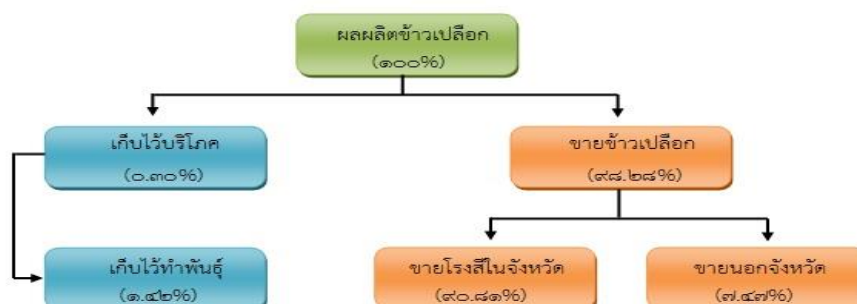 ผลผลิตข้าวเปลือก
(๑๐๐%)
เก็บไว้บริโภค
(๐.๓๐%)
ขายข้าวเปลือก
(๙๘.๒๘%)
เก็บไว้ทำพันธุ์
(๑.๔๒%)
ขายโรงสีในจังหวัด
(๙๐.๘๑%)
ขายนอกจังหวัด
(๗.๔๗%)